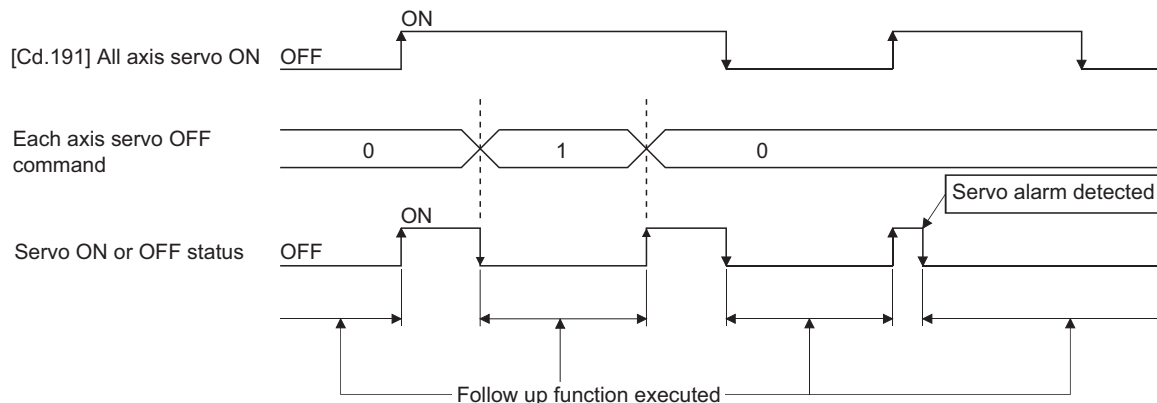 ON
[Cd.191] All axis servo ON
OFF
Each axis servo OFF
command
0
1
0
Servo alarm detected
ON
Servo ON or OFF status
OFF
Follow up function executed